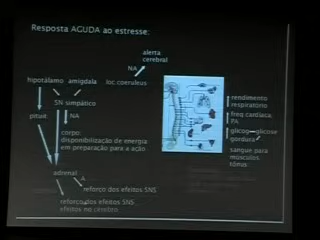 Resposta AGUDA ao estresse:
alerta
cerebral
NA
hipotálamo amígdala loc.coeruleus
SN simpático
NA
pituit.
corpo:
disponibilização de energia
em preparação para a ação
adrenal
A
reforço dos efeitos SNS
reforço dos efeitos SNS
efeitos no cérebro
rendimento
respiratório
freq cardíaca;
PA
glicog glicose
gordura
sangue para
músculos
tônus